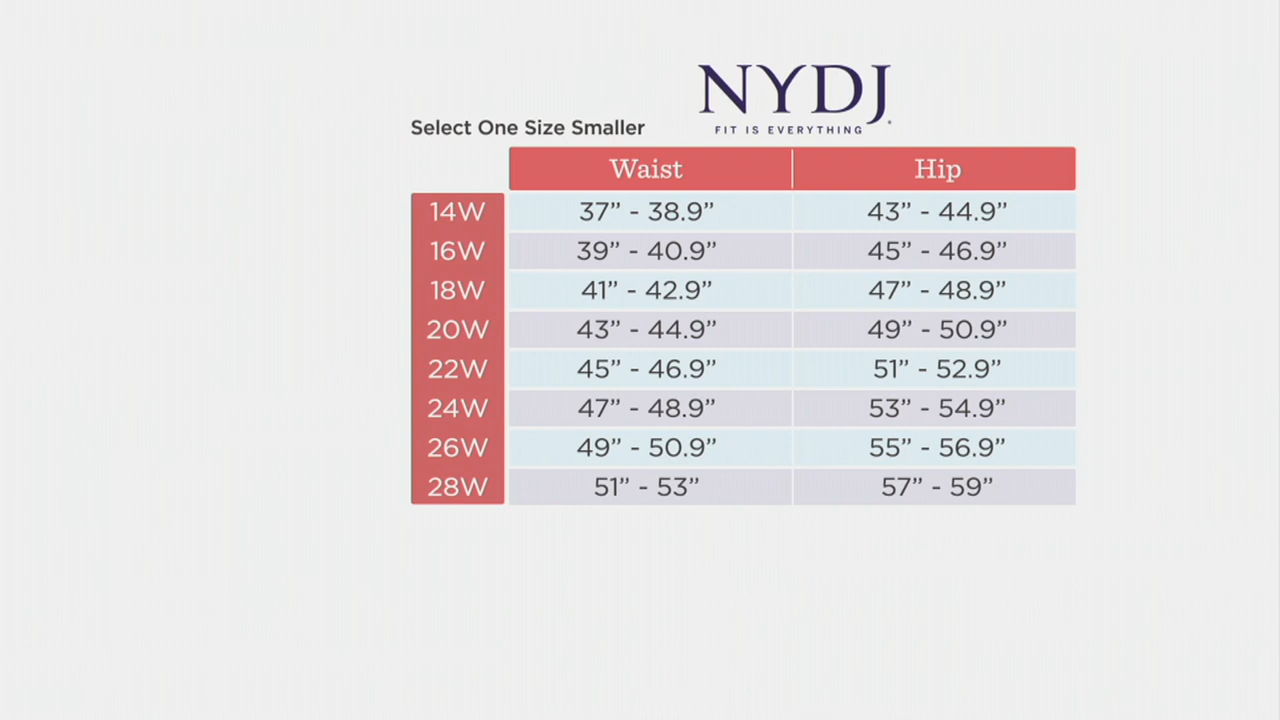 NYDJ
FIT IS EVERYTHING
Select One Size Smaller
Waist Hip
14W 37” - 38.9” 43” - 44.9”
16W 39” - 40.9” 45” - 46.9”
18W 41” - 42.9” 47” - 48.9”
20W 43” - 44.9” 49” - 50.9”
22W 45” - 46.9” 51” - 52.9”
24W 47” - 48.9” 53” - 54.9”
26W 49” - 50.9” 55” - 56.9”
28W 51” - 53” 57” - 59”